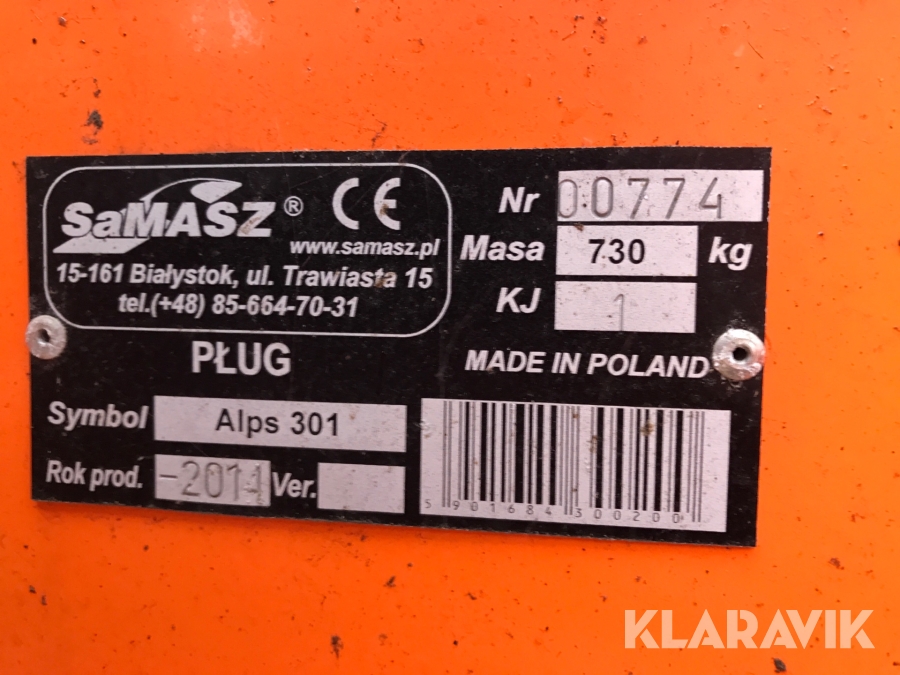 SaMASZ ® CE
www.samasz.pl
15-161 Białystok, ul. Trawiasta 15
tel.(+48) 85-664-70-31
Nr 00774
Masa 730 kg
KJ 1
PŁUG
MADE IN POLAND
Symbol Alps 301
Rok prod. -2014 Ver.
5901684300200
KLARAVIK